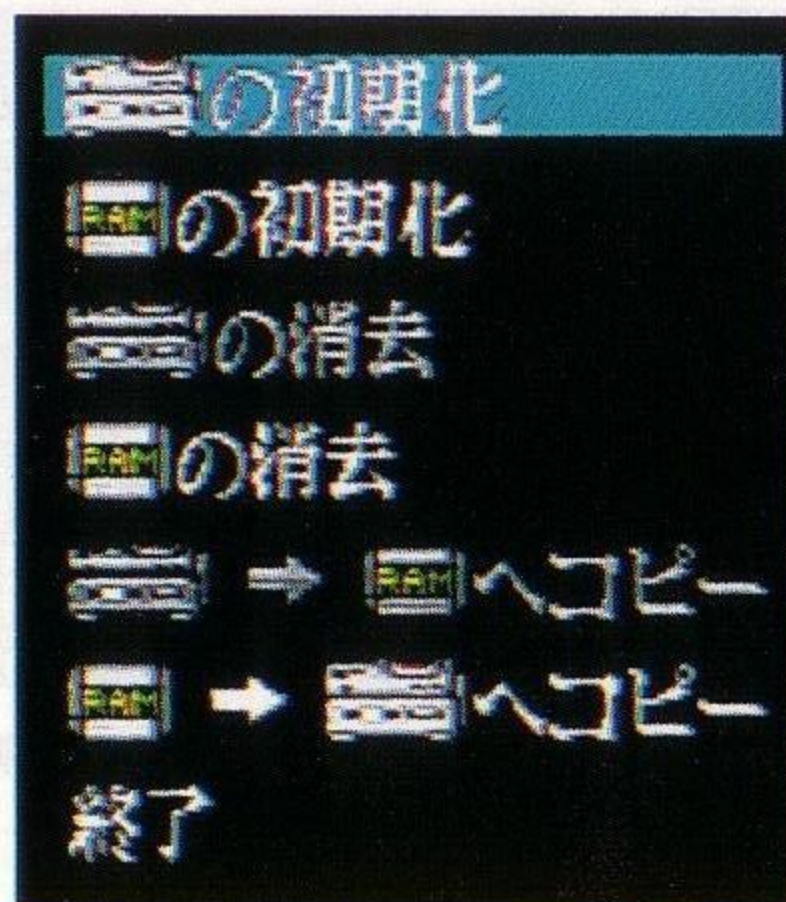 の初期化
RAMの初期化
の消去
RAMの消去
➡ RAMへコピー
RAM ➡ へコピー
終了